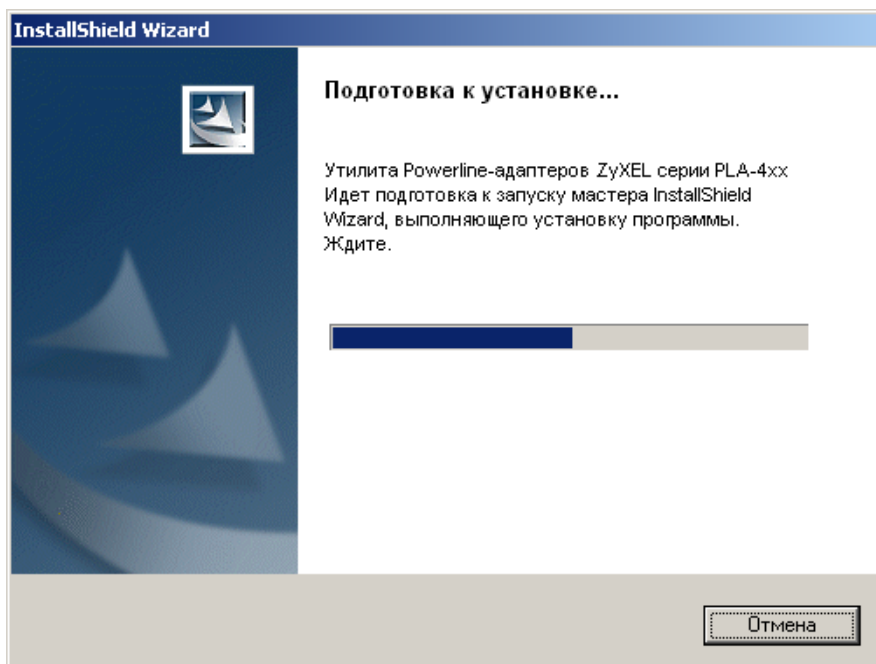 InstallShield Wizard
Подготовка к установке...
Утилита Powerline-адаптеров ZyXEL серии PLA-4xx
Идет подготовка к запуску мастера InstallShield
Wizard, выполняющего установку программы.
Ждите.
Отмена